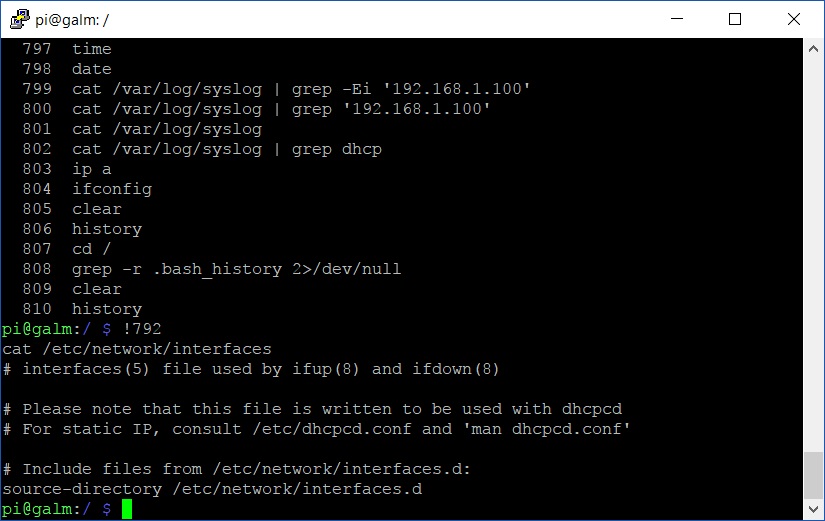 pi@galm: /
797 time
798 date
799 cat /var/log/syslog | grep -Ei '192.168.1.100'
800 cat /var/log/syslog | grep '192.168.1.100'
801 cat /var/log/syslog
802 cat /var/log/syslog | grep dhcp
803 ip a
804 ifconfig
805 clear
806 history
807 cd /
808 grep -r .bash_history 2>/dev/null
809 clear
810 history
pi@galm:/ $ !792
cat /etc/network/interfaces
# interfaces(5) file used by ifup(8) and ifdown(8)
# Please note that this file is written to be used with dhcpcd
# For static IP, consult /etc/dhcpcd.conf and 'man dhcpcd.conf'
# Include files from /etc/network/interfaces.d:
source-directory /etc/network/interfaces.d
pi@galm:/ $